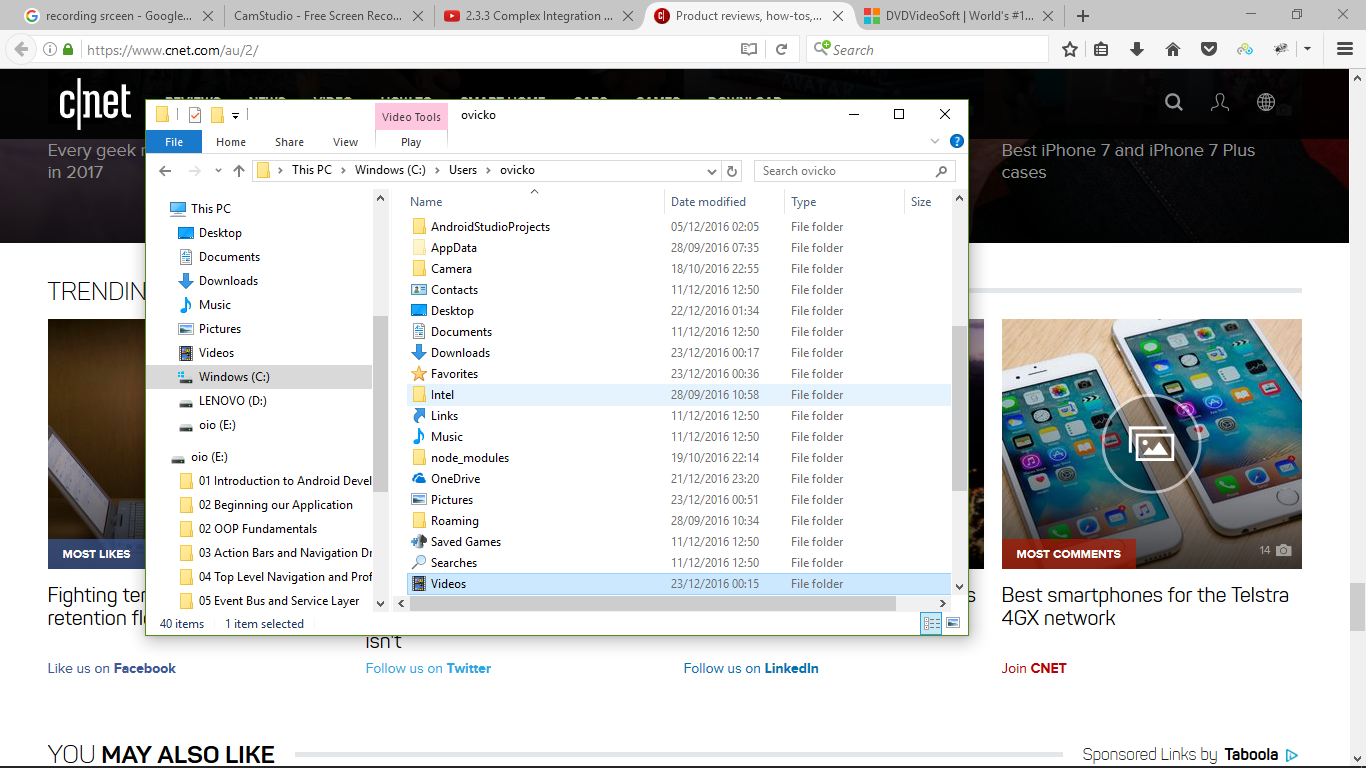 recording srceen - Google...
CamStudio - Free Screen Reco...
2.3.3 Complex Integration ...
Product reviews, how-tos,...
DVDVideoSoft | World's #1...
https://www.cnet.com/au/2/
Search
c|net
Every geek
in 2017
Best iPhone 7 and iPhone 7 Plus
cases
Video Tools
ovicko
File
Home
Share
View
Play
This PC
Windows (C:)
Users
ovicko
Search ovicko
This PC
Desktop
Documents
Downloads
Music
Pictures
Videos
Windows (C:)
LENOVO (D:)
oio (E:)
oio (E:)
01 Introduction to Android Devel
02 Beginning our Application
02 OOP Fundamentals
03 Action Bars and Navigation Dr
04 Top Level Navigation and Prof
05 Event Bus and Service Layer
Name Date modified Type Size
AndroidStudioProjects 05/12/2016 02:05 File folder
AppData 28/09/2016 07:35 File folder
Camera 18/10/2016 22:55 File folder
Contacts 11/12/2016 12:50 File folder
Desktop 22/12/2016 01:34 File folder
Documents 11/12/2016 12:50 File folder
Downloads 23/12/2016 00:17 File folder
Favorites 23/12/2016 00:36 File folder
Intel 28/09/2016 10:58 File folder
Links 11/12/2016 12:50 File folder
Music 11/12/2016 12:50 File folder
node_modules 19/10/2016 22:14 File folder
OneDrive 21/12/2016 23:20 File folder
Pictures 23/12/2016 00:51 File folder
Roaming 28/09/2016 10:34 File folder
Saved Games 11/12/2016 12:50 File folder
Searches 11/12/2016 12:50 File folder
Videos 23/12/2016 00:15 File folder
40 items
1 item selected
TRENDIN
MOST LIKES
Fighting
retention
isn't
MOST COMMENTS
14
Best smartphones for the Telstra
4GX network
Like us on Facebook
Follow us on Twitter
Follow us on LinkedIn
Join CNET
YOU MAY ALSO LIKE
Sponsored Links by Taboola